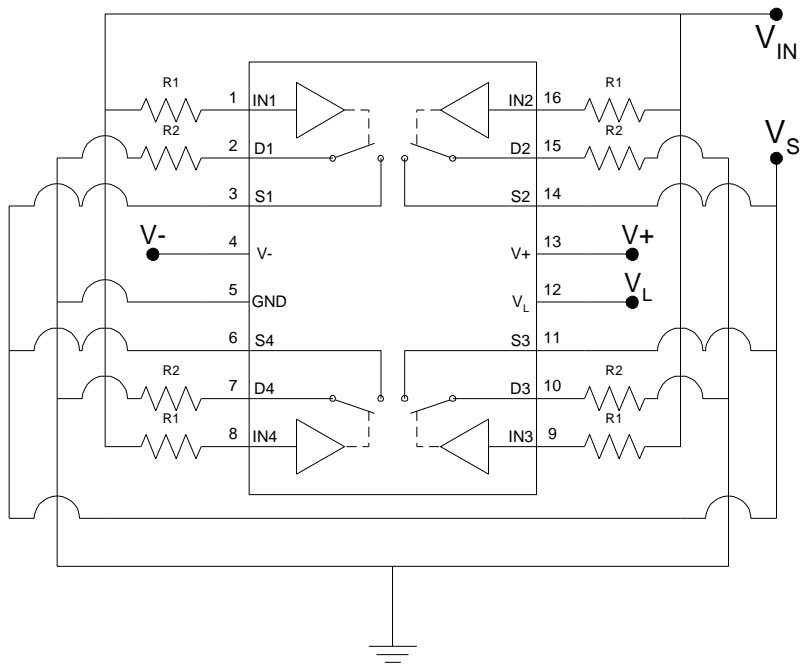 V_IN
R1 1 IN1 IN2 16 R1
R2 2 D1 D2 15 R2
V_S
3 S1 S2 14
V- 4 V- V+ 13 V+
5 GND V_L 12 V_L
6 S4 S3 11
R2 7 D4 D3 10 R2
R1 8 IN4 IN3 9 R1